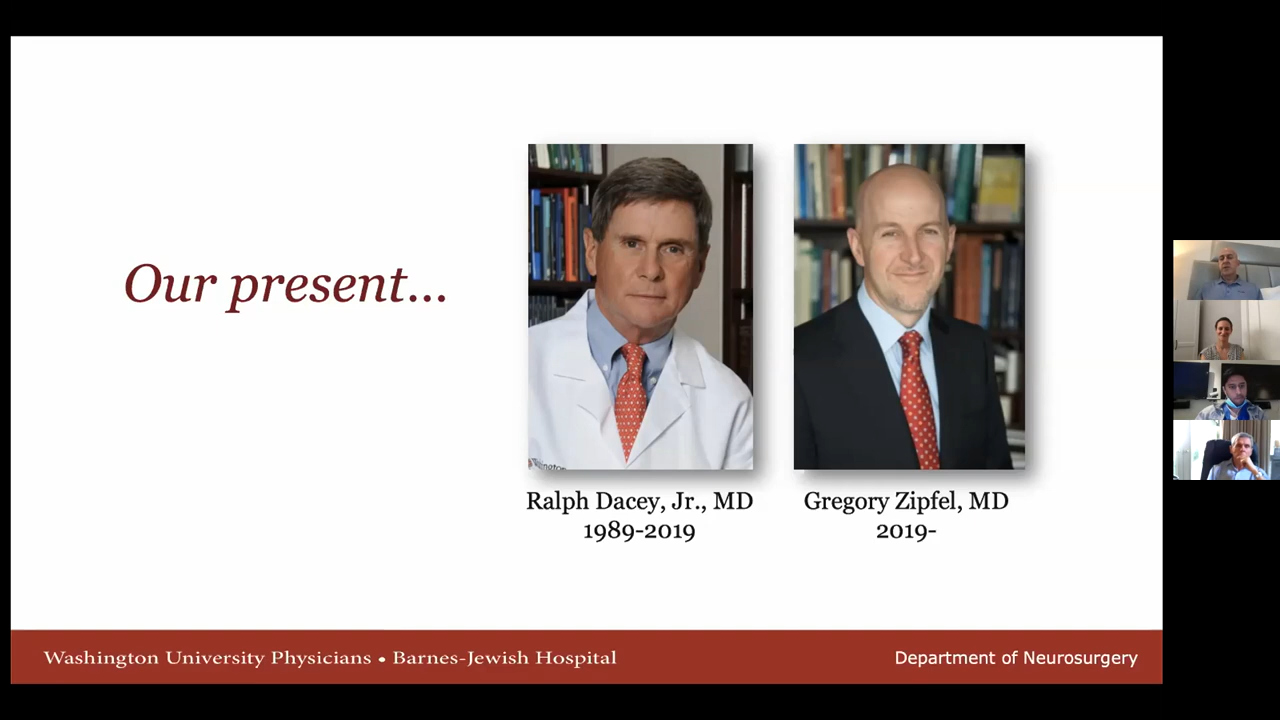 Our present...
Ralph Dacey, Jr., MD
1989-2019
Gregory Zipfel, MD
2019-
Washington University Physicians • Barnes-Jewish Hospital
Department of Neurosurgery